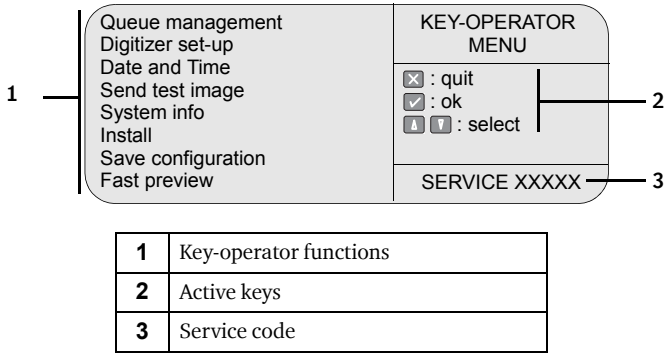 Queue management
Digitizer set-up
Date and Time
Send test image
System info
Install
Save configuration
Fast preview
1
KEY-OPERATOR
MENU
: quit
: ok
: select
2
SERVICE XXXXX
3
1 Key-operator functions
2 Active keys
3 Service code